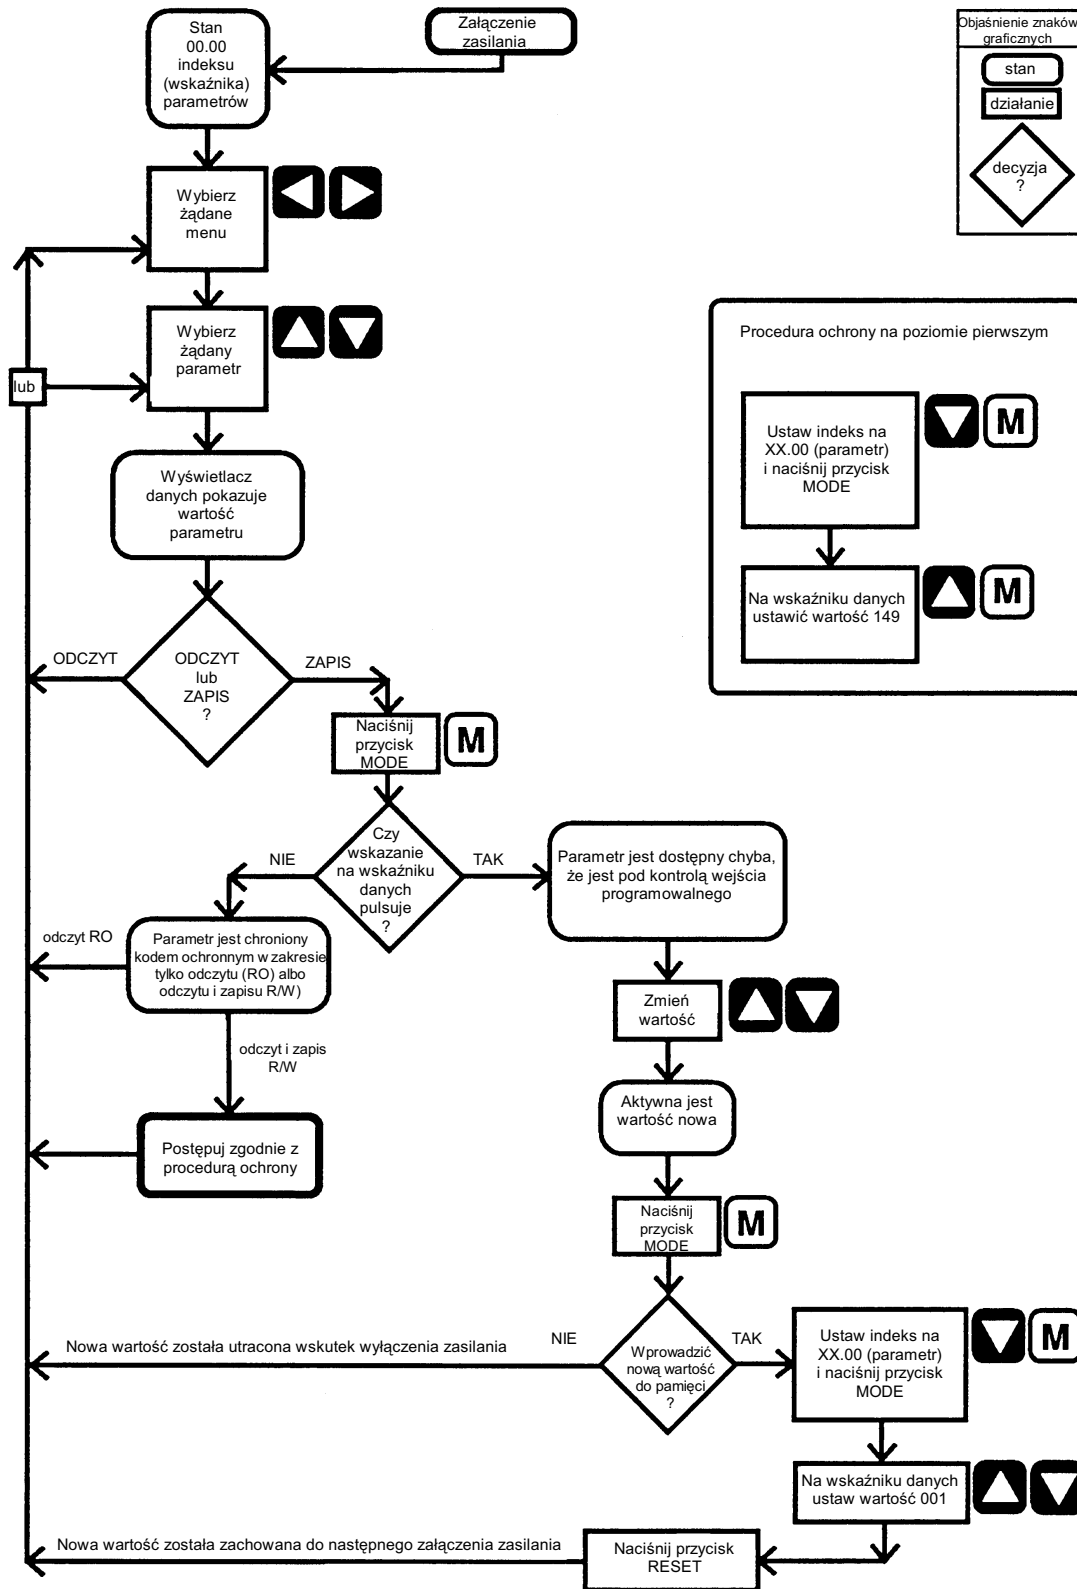 Stan
00.00
indeksu
(wskaźnika)
parametrów
Załączenie
zasilania
Objaśnienie znaków
graficznych
stan
działanie
decyzja
?
Wybierz
żądane
menu
Wybierz
żądany
parametr
lub
Procedura ochrony na poziomie pierwszym
Ustaw indeks na
XX.00 (parametr)
i naciśnij przycisk
MODE
M
Na wskaźniku danych
ustawić wartość 149
M
Wyświetlacz
danych pokazuje
wartość
parametru
ODCZYT
ODCZYT
lub
ZAPIS
?
ZAPIS
Naciśnij
przycisk
MODE
M
Czy
wskazanie
na wskaźniku
danych
pulsuje
?
NIE
TAK
Parametr jest dostępny chyba,
że jest pod kontrolą wejścia
programowalnego
odczyt RO
Parametr jest chroniony
kodem ochronnym w zakresie
tylko odczytu (RO) albo
odczytu i zapisu R/W)
odczyt i zapis
R/W
Postępuj zgodnie z
procedurą ochrony
Zmień
wartość
Aktywna jest
wartość nowa
Naciśnij
przycisk
MODE
M
Nowa wartość została utracona wskutek wyłączenia zasilania
NIE
Wprowadzić
nową wartość
do pamięci
?
TAK
Ustaw indeks na
XX.00 (parametr)
i naciśnij przycisk
MODE
M
Na wskaźniku danych
ustaw wartość 001
Naciśnij przycisk
RESET
Nowa wartość została zachowana do następnego załączenia zasilania